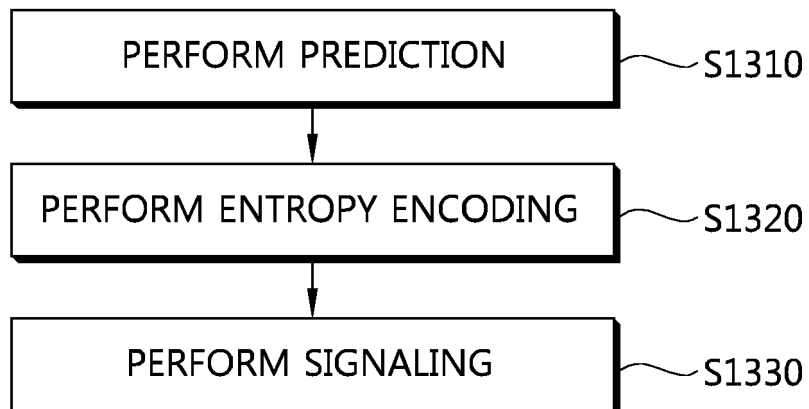 PERFORM PREDICTION
S1310
PERFORM ENTROPY ENCODING
S1320
PERFORM SIGNALING
S1330